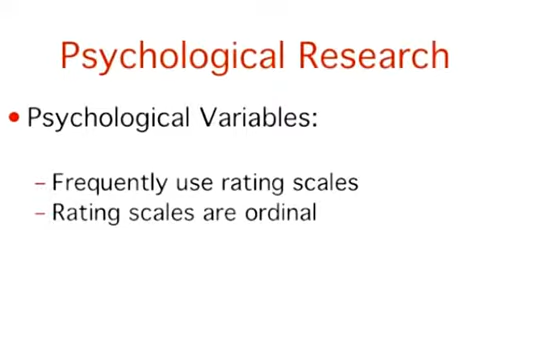 Psychological Research
• Psychological Variables:
– Frequently use rating scales
– Rating scales are ordinal